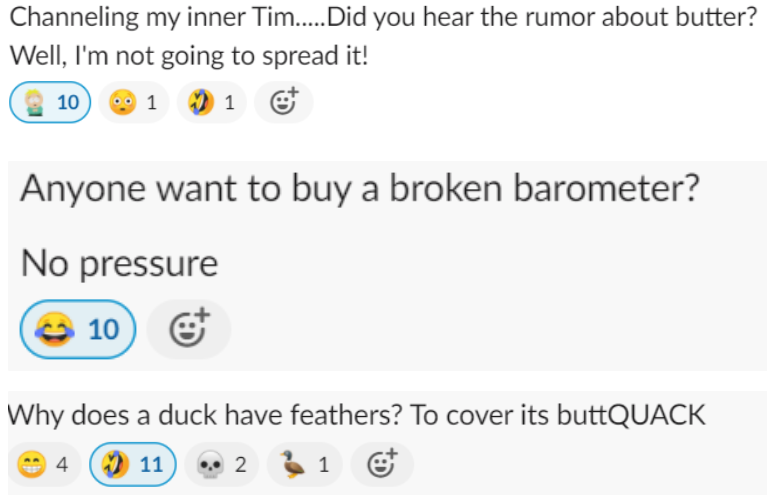 Channeling my inner Tim.....Did you hear the rumor about butter?
Well, I'm not going to spread it!
10 1 1
Anyone want to buy a broken barometer?
No pressure
10
Why does a duck have feathers? To cover its buttQUACK
4 11 2 1